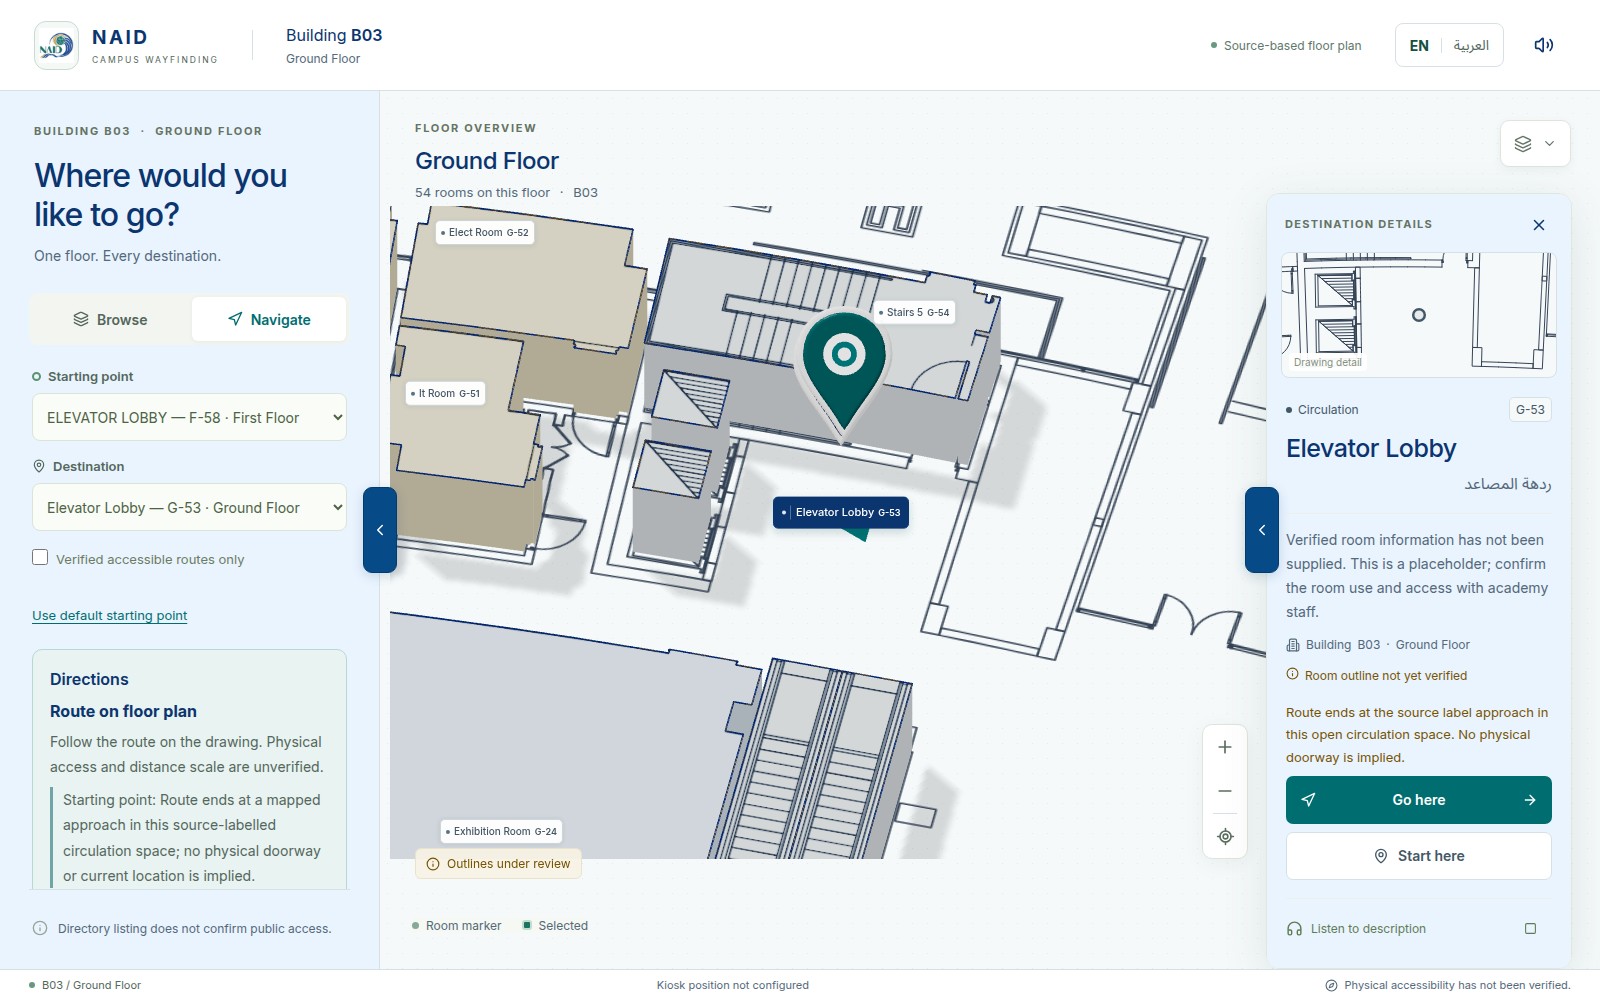 NAID
CAMPUS WAYFINDING
Building B03
Ground Floor
Source-based floor plan
EN
العربية
BUILDING B03 · GROUND FLOOR
Where would you
like to go?
One floor. Every destination.
Browse
Navigate
Starting point
ELEVATOR LOBBY — F-58 · First Floor
Destination
Elevator Lobby — G-53 · Ground Floor
Verified accessible routes only
Use default starting point
Directions
Route on floor plan
Follow the route on the drawing. Physical
access and distance scale are unverified.
Starting point: Route ends at a mapped
approach in this source-labelled
circulation space; no physical doorway
or current location is implied.
Directory listing does not confirm public access.
FLOOR OVERVIEW
Ground Floor
54 rooms on this floor · B03
Elect Room G-52
Stairs 5 G-54
It Room G-51
Elevator Lobby G-53
Exhibition Room G-24
Outlines under review
Room marker
Selected
DESTINATION DETAILS
Drawing detail
Circulation
G-53
Elevator Lobby
ردهة المصاعد
Verified room information has not been
supplied. This is a placeholder; confirm
the room use and access with academy
staff.
Building B03 · Ground Floor
Room outline not yet verified
Route ends at the source label approach in
this open circulation space. No physical
doorway is implied.
Go here
Start here
Listen to description
B03 / Ground Floor
Kiosk position not configured
Physical accessibility has not been verified.